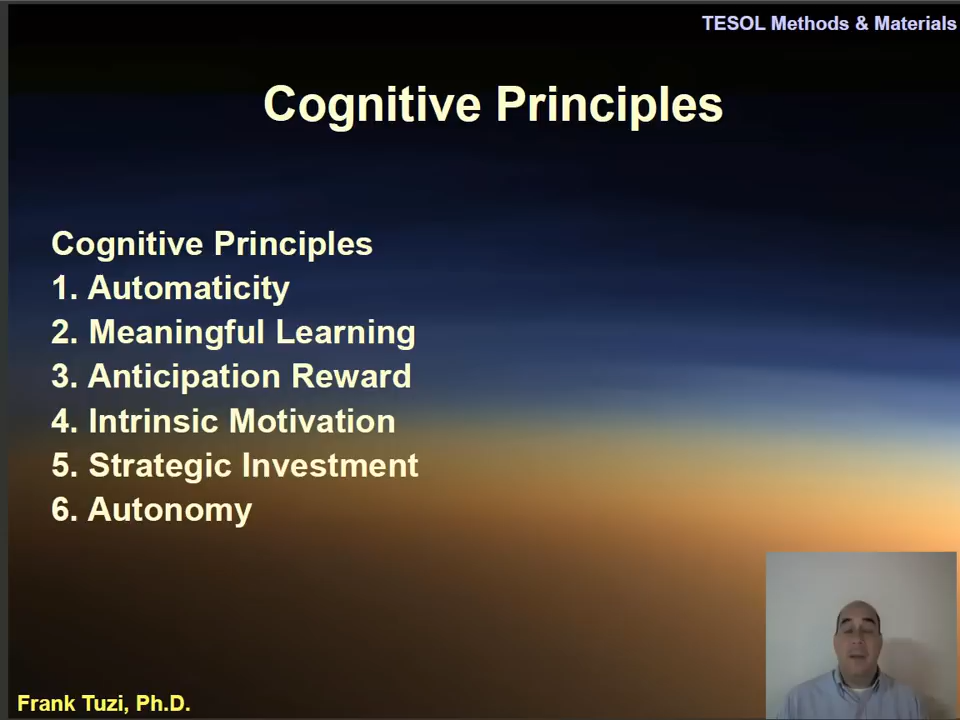 TESOL Methods & Materials
Cognitive Principles
Cognitive Principles
1. Automaticity
2. Meaningful Learning
3. Anticipation Reward
4. Intrinsic Motivation
5. Strategic Investment
6. Autonomy
Frank Tuzi, Ph.D.